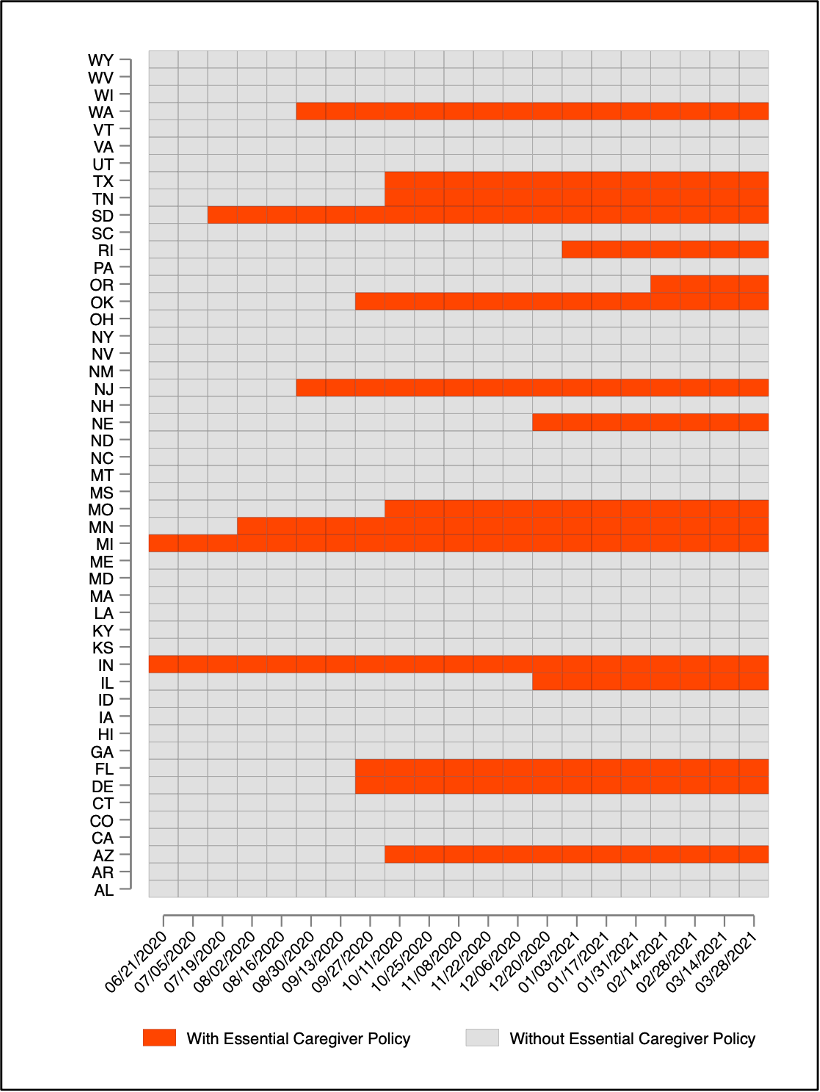 WY
WV
WI
WA
VT
VA
UT
TX
TN
SD
SC
RI
PA
OR
OK
OH
NY
NV
NM
NJ
NH
NE
ND
NC
MT
MS
MO
MN
MI
ME
MD
MA
LA
KY
KS
IN
IL
ID
IA
HI
GA
FL
DE
CT
CO
CA
AZ
AR
AL
06/21/2020
07/05/2020
07/19/2020
08/02/2020
08/16/2020
08/30/2020
09/13/2020
09/27/2020
10/11/2020
10/25/2020
11/08/2020
11/22/2020
12/06/2020
12/20/2020
01/03/2021
01/17/2021
01/31/2021
02/14/2021
02/28/2021
03/14/2021
03/28/2021
With Essential Caregiver Policy
Without Essential Caregiver Policy